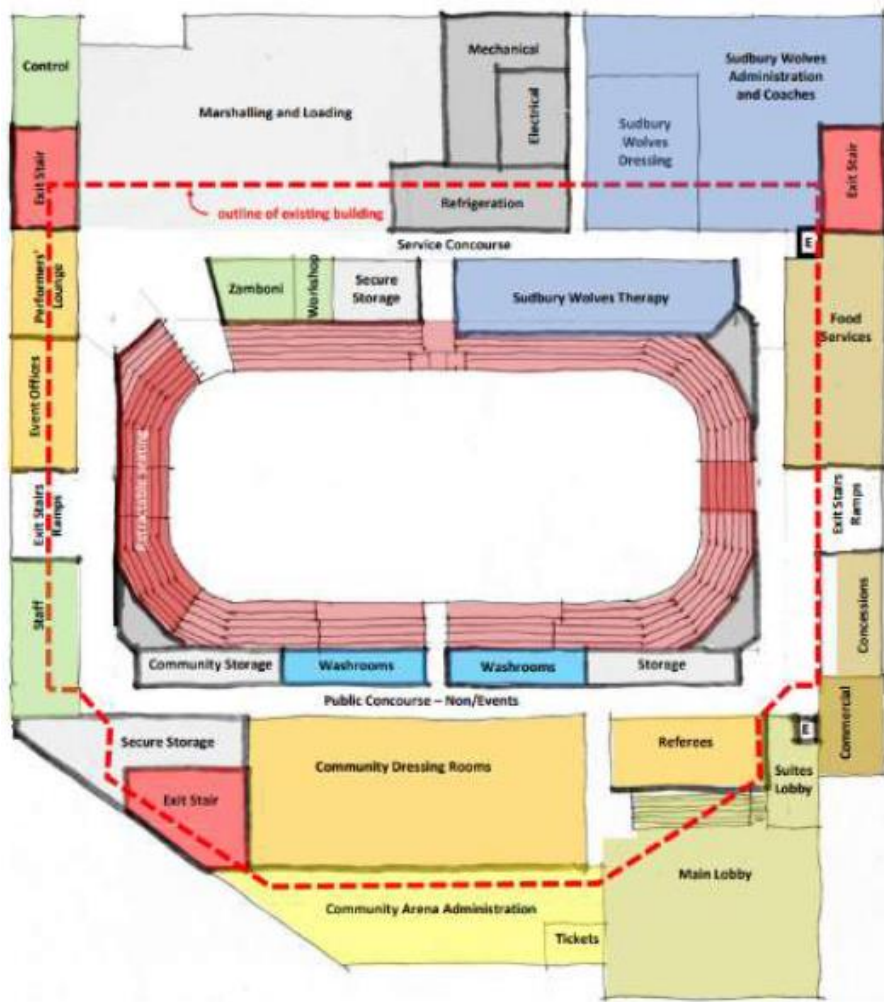 Control
Marshalling and Loading
Mechanical
Electrical
Sudbury Wolves
Administration
and Coaches
Sudbury
Wolves
Dressing
Exit Stair
Exit Stair
outline of existing building
Refrigeration
Service Concourse
E
Performers'
Lounge
Zamboni
Workshop
Secure
Storage
Sudbury Wolves Therapy
Food
Services
Event Offices
Retractable Seating
Exit Stairs
Ramps
Exit Stairs
Ramps
Staff
Concessions
Community Storage
Washrooms
Washrooms
Storage
Public Concourse – Non/Events
Commercial
Secure Storage
Community Dressing Rooms
Referees
E
Suites
Lobby
Exit Stair
Main Lobby
Community Arena Administration
Tickets